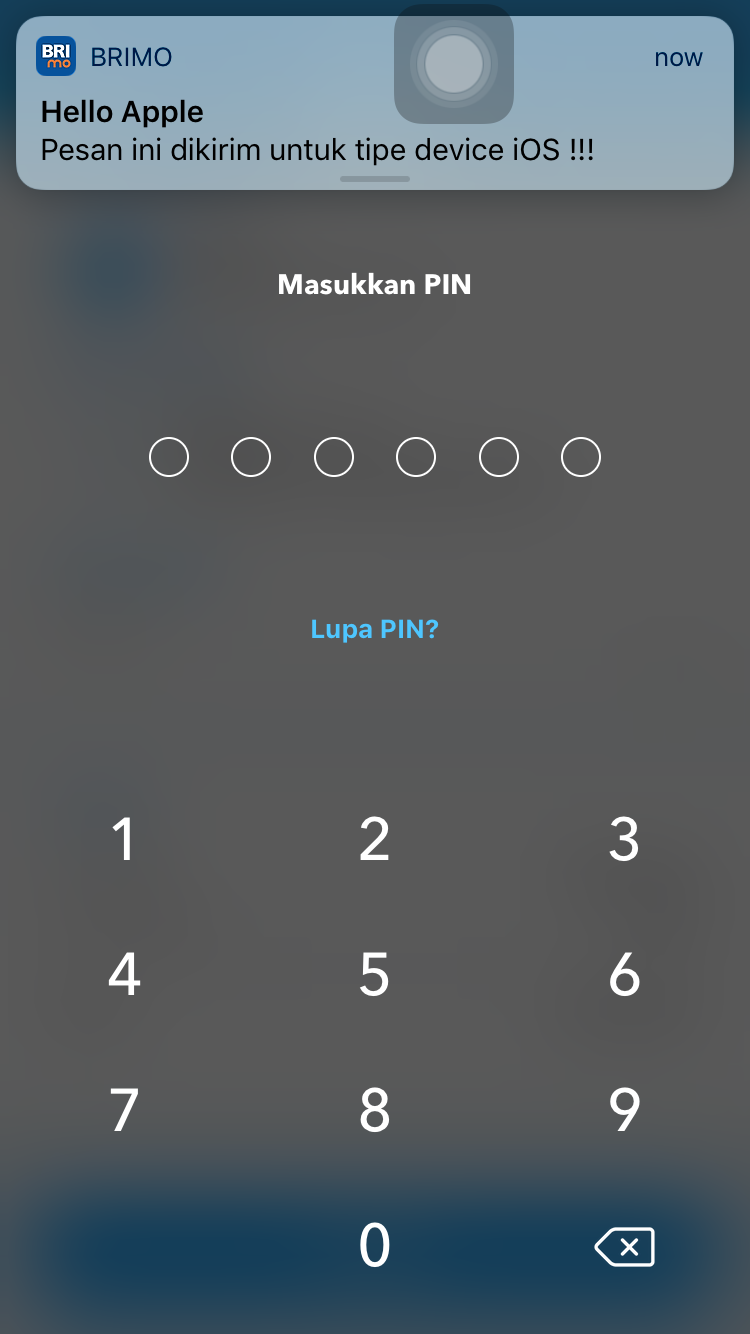 BRI
mo
BRIMO
now
Hello Apple
Pesan ini dikirim untuk tipe device iOS !!!
Masukkan PIN
Lupa PIN?
1 2 3
4 5 6
7 8 9
0